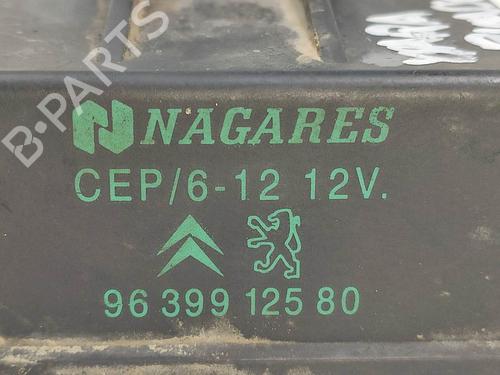 B-PARTS
NAGARES
CEP/6-12 12V.
96 399 125 80